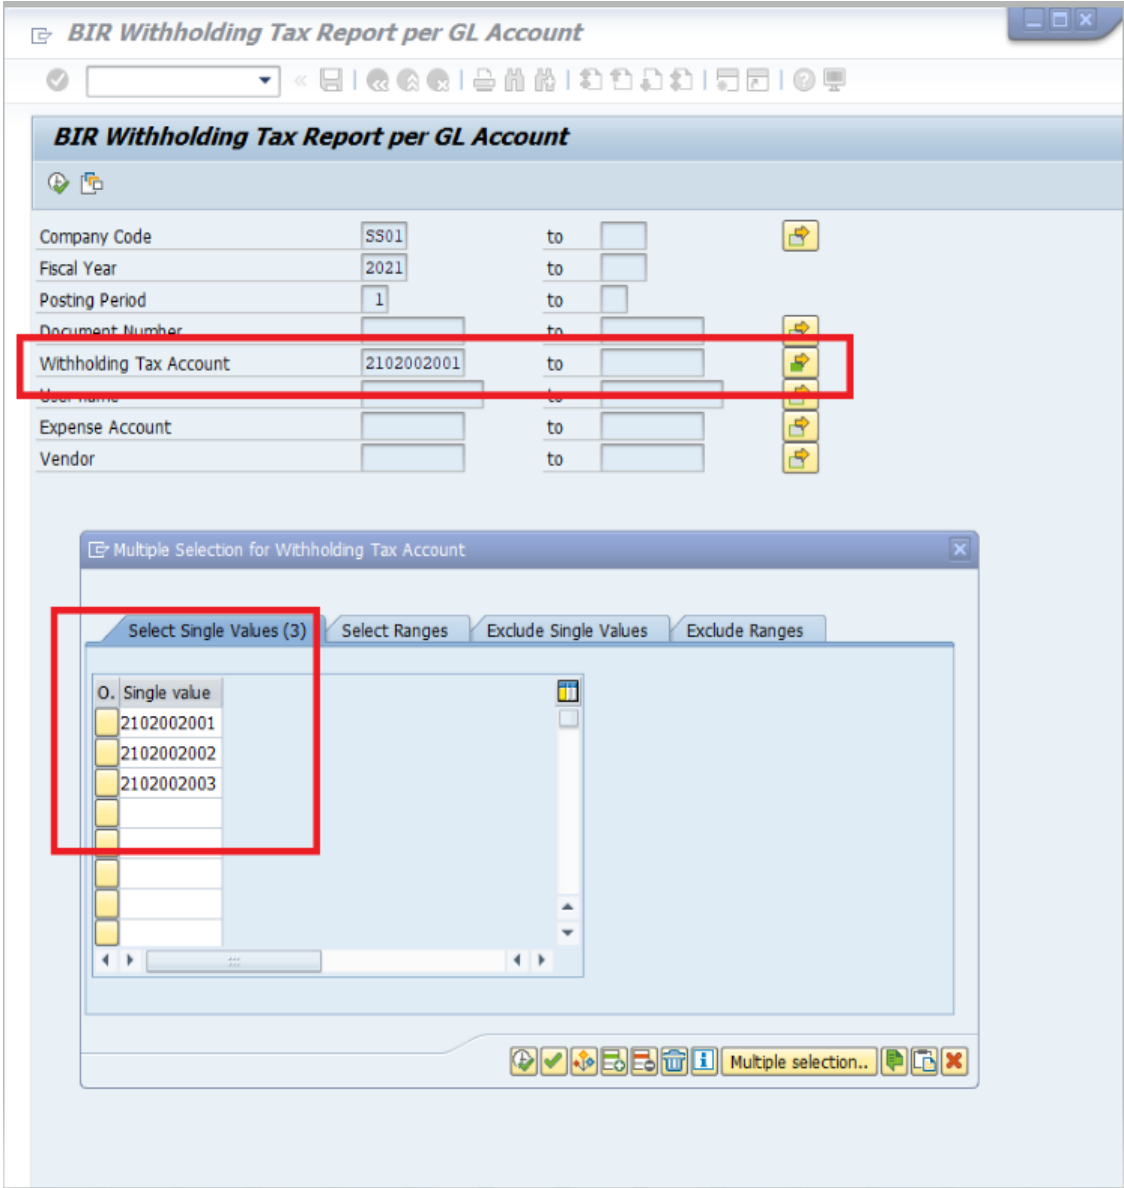 BIR Withholding Tax Report per GL Account
BIR Withholding Tax Report per GL Account
Company Code SS01 to
Fiscal Year 2021 to
Posting Period 1 to
Document Number to
Withholding Tax Account 2102002001 to
User name to
Expense Account to
Vendor to
Multiple Selection for Withholding Tax Account
Select Single Values (3) Select Ranges Exclude Single Values Exclude Ranges
O. Single value
2102002001
2102002002
2102002003
Multiple selection..